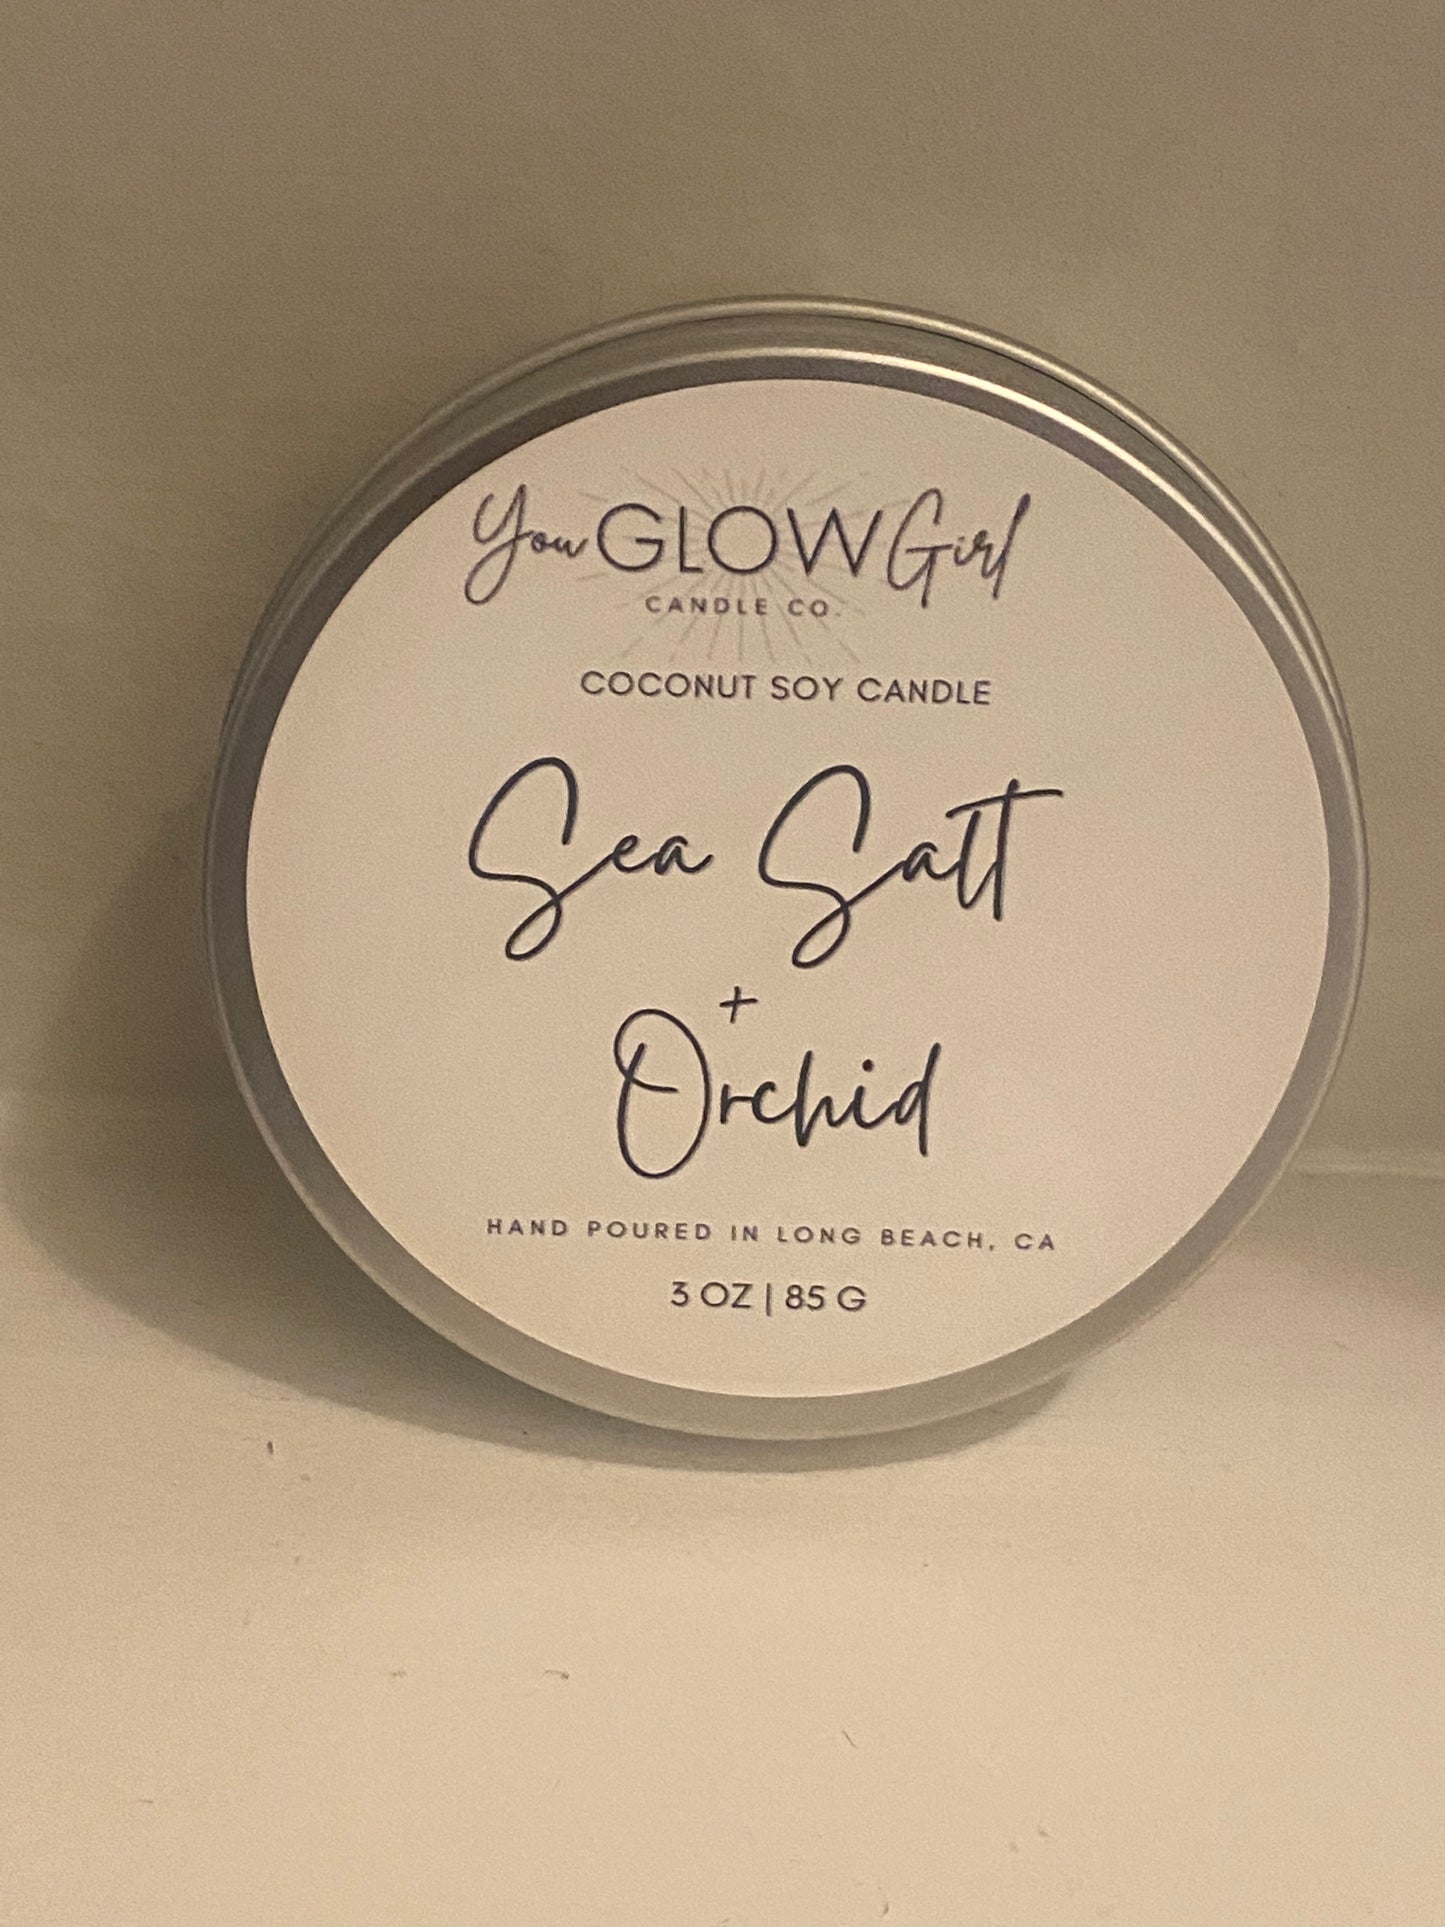 You GLOW Girl
CANDLE CO.
COCONUT SOY CANDLE
Sea Salt
+
Orchid
HAND POURED IN LONG BEACH, CA
3 OZ | 85 G